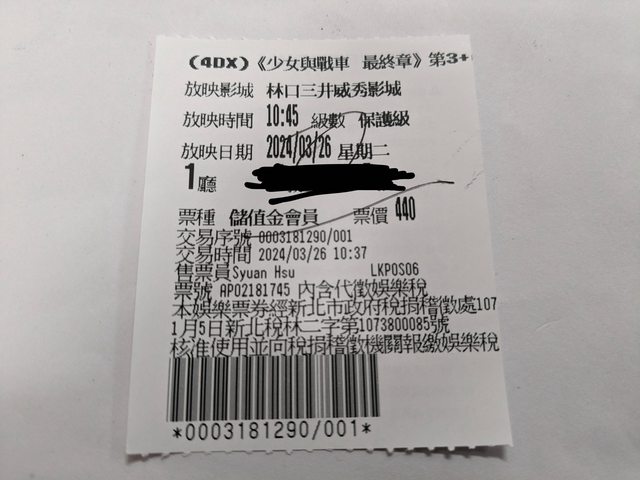 (4DX)《少女與戰車 最終章》第3+
放映影城 林口三井威秀影城
放映時間 10:45 級數 保護級
放映日期 2024/03/26 星期二
1廳
票種 儲值金會員 票價 440
交易序號 0003181290/001
交易時間 2024/03/26 10:37
售票員Syuan Hsu LKPOS06
票號 AP02181745 內含代徵娛樂稅
本娛樂票券經新北市政府稅捐稽徵處107
1月5日新北稅林二字第1073800085號
核准使用並向稅捐稽徵機關報繳娛樂稅
*0003181290/001*